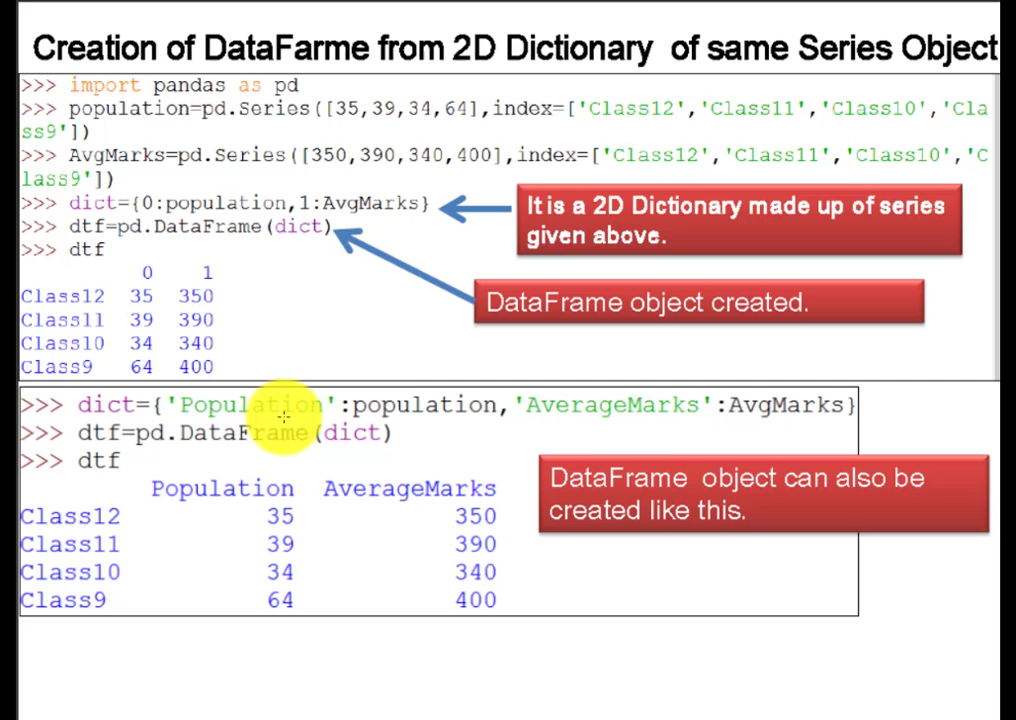 Creation of DataFarme from 2D Dictionary of same Series Object
>>> import pandas as pd
>>> population=pd.Series([35,39,34,64],index=['Class12','Class11','Class10','Cla
ss9'])
>>> AvgMarks=pd.Series([350,390,340,400],index=['Class12','Class11','Class10','C
lass9'])
>>> dict={0:population,1:AvgMarks}
It is a 2D Dictionary made up of series
given above.
>>> dtf=pd.DataFrame(dict)
>>> dtf
0 1
Class12 35 350
DataFrame object created.
Class11 39 390
Class10 34 340
Class9 64 400
>>> dict={'Population':population,'AverageMarks':AvgMarks}
>>> dtf=pd.DataFrame(dict)
>>> dtf
DataFrame object can also be
created like this.
Population AverageMarks
Class12 35 350
Class11 39 390
Class10 34 340
Class9 64 400